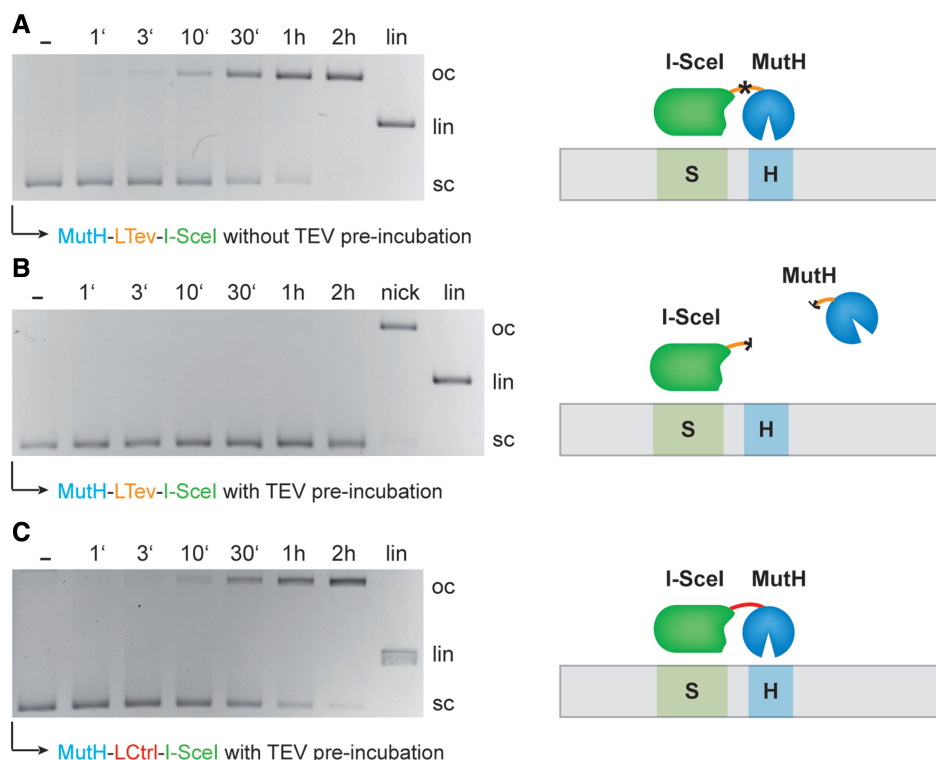 A
– 1‘ 3‘ 10‘ 30‘ 1h 2h lin
oc
lin
sc
MutH-LTev-I-SceI without TEV pre-incubation
I-SceI MutH
*
S H
B
– 1‘ 3‘ 10‘ 30‘ 1h 2h nick lin
oc
lin
sc
MutH-LTev-I-SceI with TEV pre-incubation
MutH
I-SceI
S H
C
– 1‘ 3‘ 10‘ 30‘ 1h 2h lin
oc
lin
sc
MutH-LCtrl-I-SceI with TEV pre-incubation
I-SceI MutH
S H